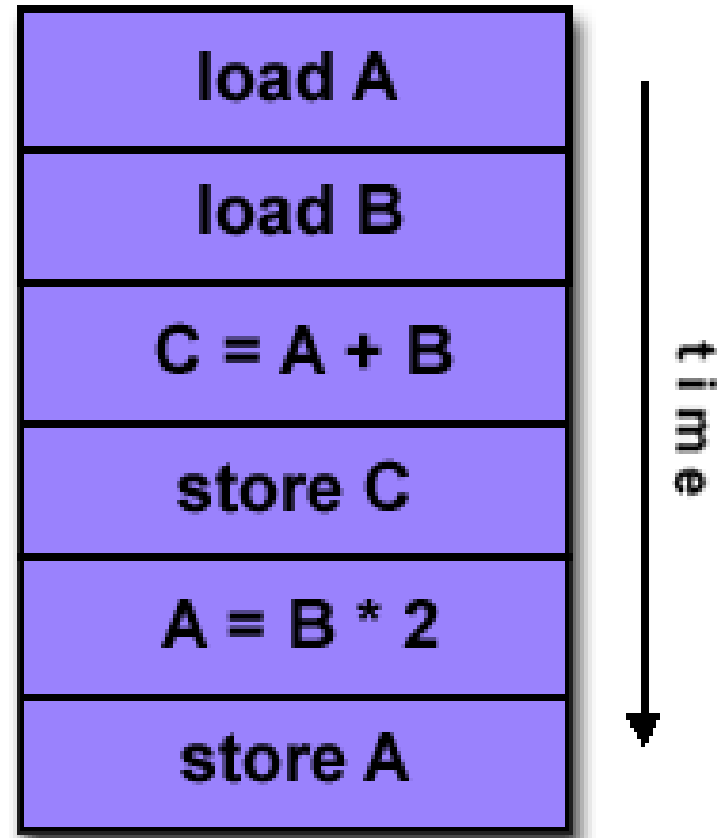 load A
load B
C = A + B
store C
A = B * 2
store A
time